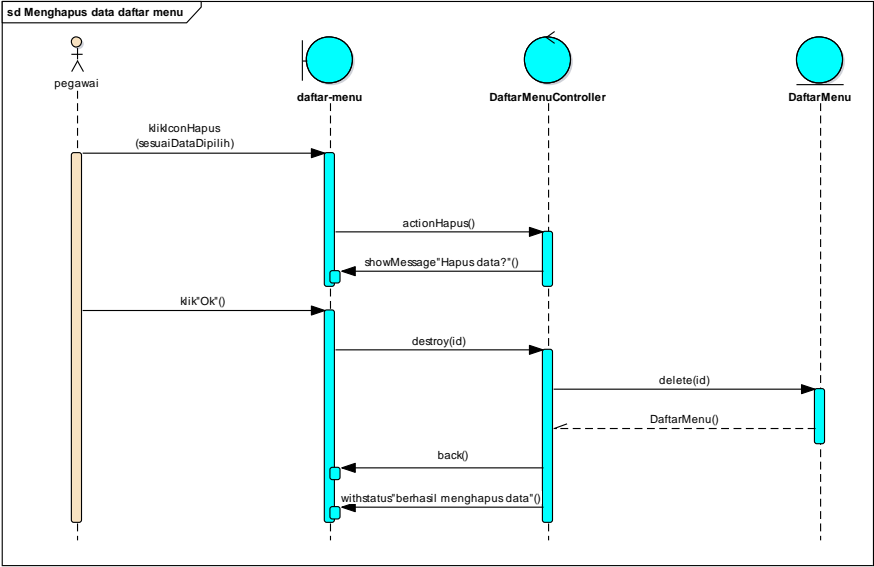 sd Menghapus data daftar menu
pegawai
daftar-menu
DaftarMenuController
DaftarMenu
klikIconHapus
(sesuaiDataDipilih)
actionHapus()
showMessage"Hapus data?"()
klik"Ok"()
destroy(id)
delete(id)
DaftarMenu()
back()
withstatus"berhasil menghapus data"()